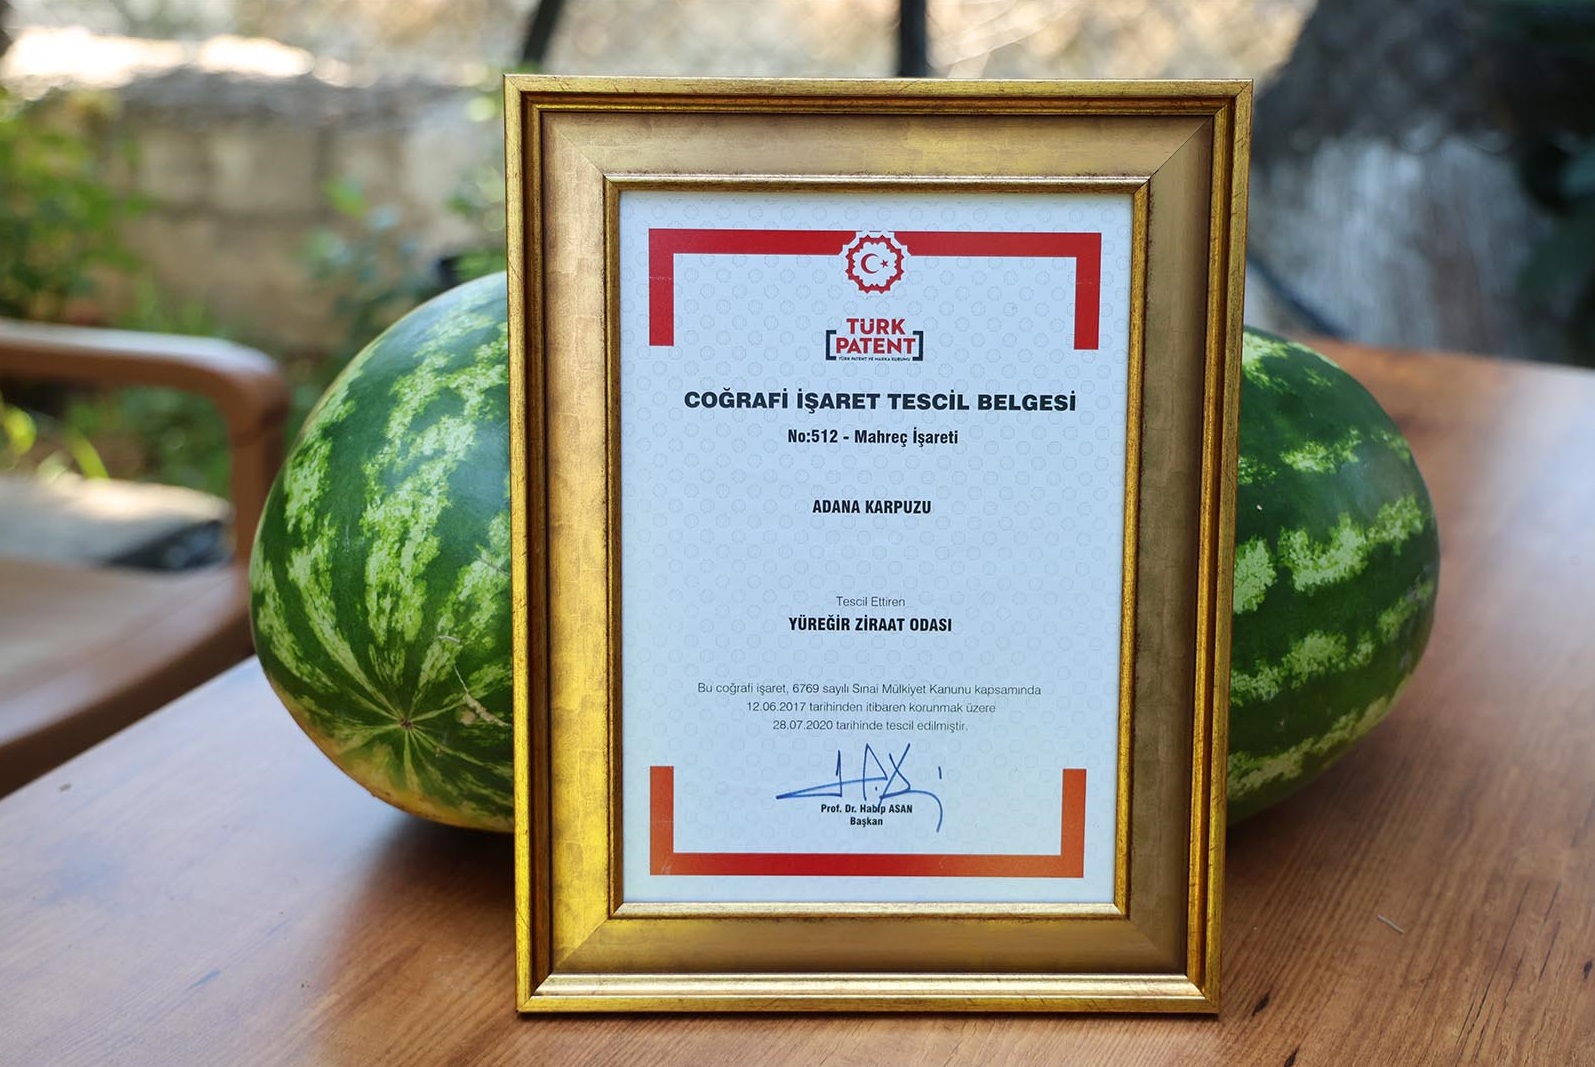 TÜRK
PATENT
TÜRK PATENT VE MARKA KURUMU
COĞRAFİ İŞARET TESCİL BELGESİ
No:512 - Mahreç İşareti
ADANA KARPUZU
Tescil Ettiren
YÜREĞİR ZİRAAT ODASI
Bu coğrafi işaret, 6769 sayılı Sınai Mülkiyet Kanunu kapsamında
12.06.2017 tarihinden itibaren korunmak üzere
28.07.2020 tarihinde tescil edilmiştir.
Prof. Dr. Habip ASAN
Başkan